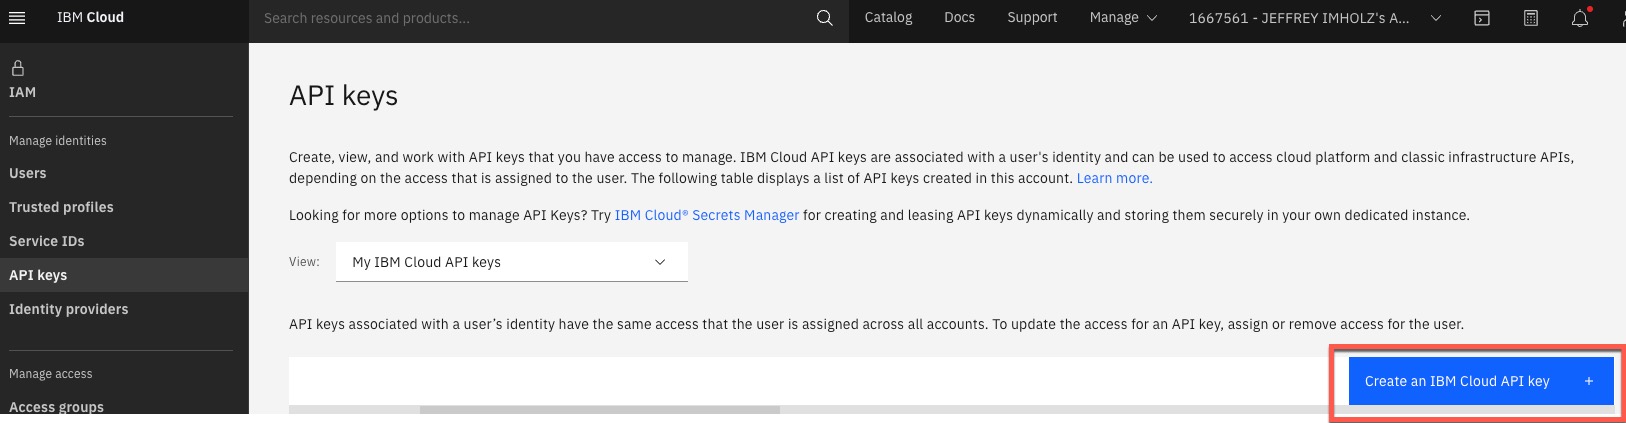 IBM Cloud
Search resources and products...
Catalog
Docs
Support
Manage
1667561 - JEFFREY IMHOLZ's A...
IAM
Manage identities
Users
Trusted profiles
Service IDs
API keys
Identity providers
Manage access
Access groups
API keys
Create, view, and work with API keys that you have access to manage. IBM Cloud API keys are associated with a user's identity and can be used to access cloud platform and classic infrastructure APIs,
depending on the access that is assigned to the user. The following table displays a list of API keys created in this account. Learn more.
Looking for more options to manage API Keys? Try IBM Cloud® Secrets Manager for creating and leasing API keys dynamically and storing them securely in your own dedicated instance.
View:
My IBM Cloud API keys
API keys associated with a user’s identity have the same access that the user is assigned across all accounts. To update the access for an API key, assign or remove access for the user.
Create an IBM Cloud API key +